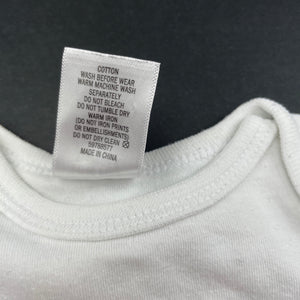 COTTON
WASH BEFORE WEAR
WARM MACHINE WASH
SEPARATELY
DO NOT BLEACH
DO NOT TUMBLE DRY
WARM IRON
(DO NOT IRON PRINTS
OR EMBELLISHMENTS)
DO NOT DRY CLEAN
59788577
MADE IN CHINA